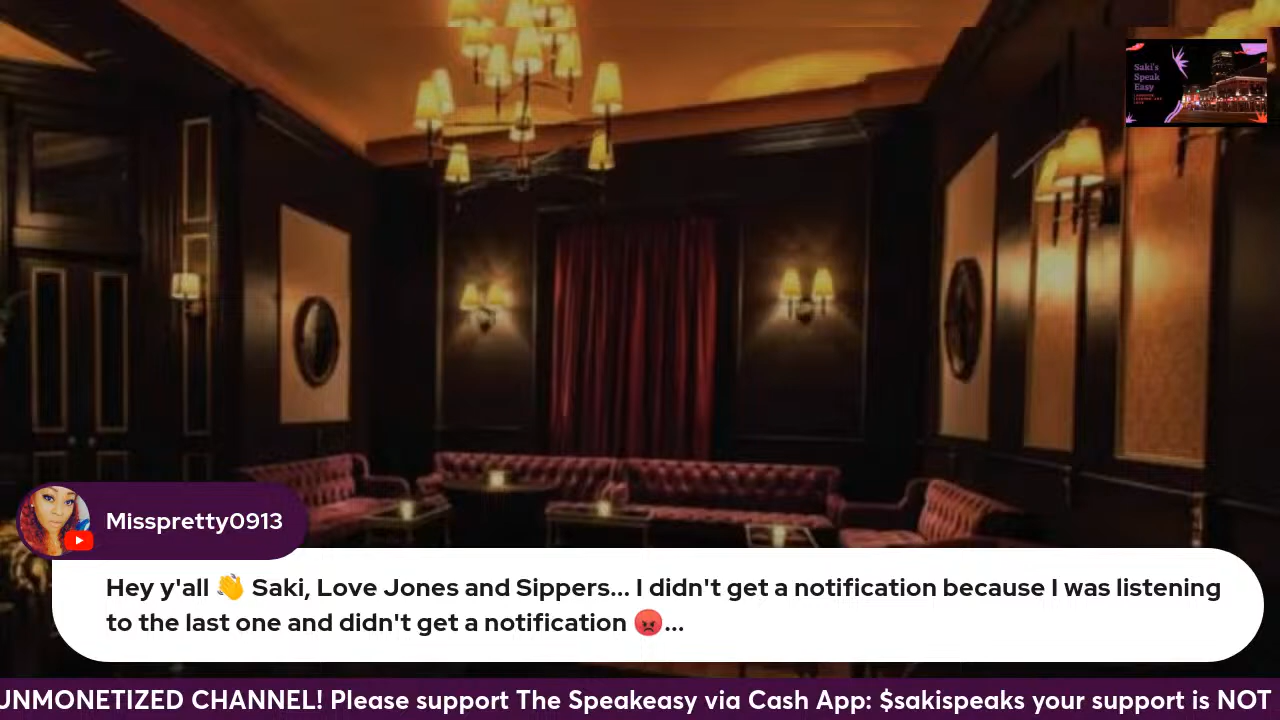 Saki's
Speak
Easy
Misspretty0913
Hey y'all 👋 Saki, Love Jones and Sippers... I didn't get a notification because I was listening
to the last one and didn't get a notification 😡...
UNMONETIZED CHANNEL! Please support The Speakeasy via Cash App: $sakispeaks your support is NOT